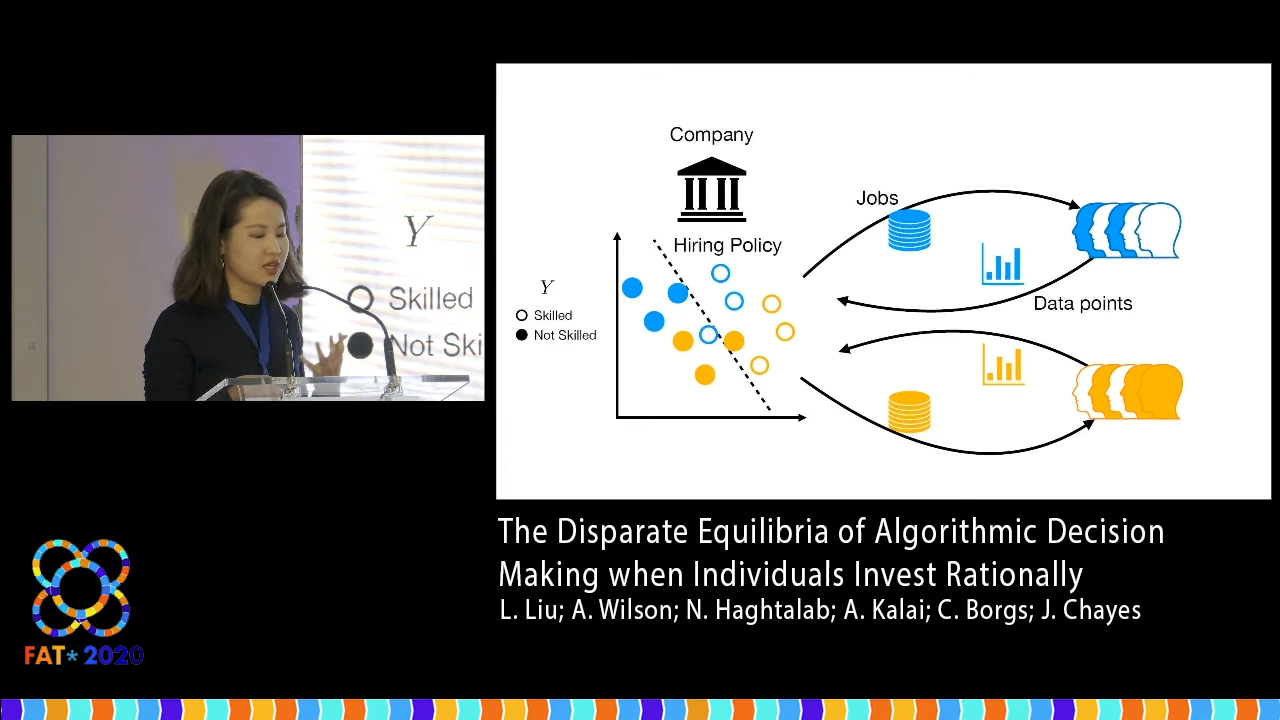 Company
Hiring Policy
Jobs
Data points
Y
Skilled
Not Skilled
Y
Skilled
Not Ski
The Disparate Equilibria of Algorithmic Decision
Making when Individuals Invest Rationally
L. Liu; A. Wilson; N. Haghtalab; A. Kalai; C. Borgs; J. Chayes
FAT* 2020